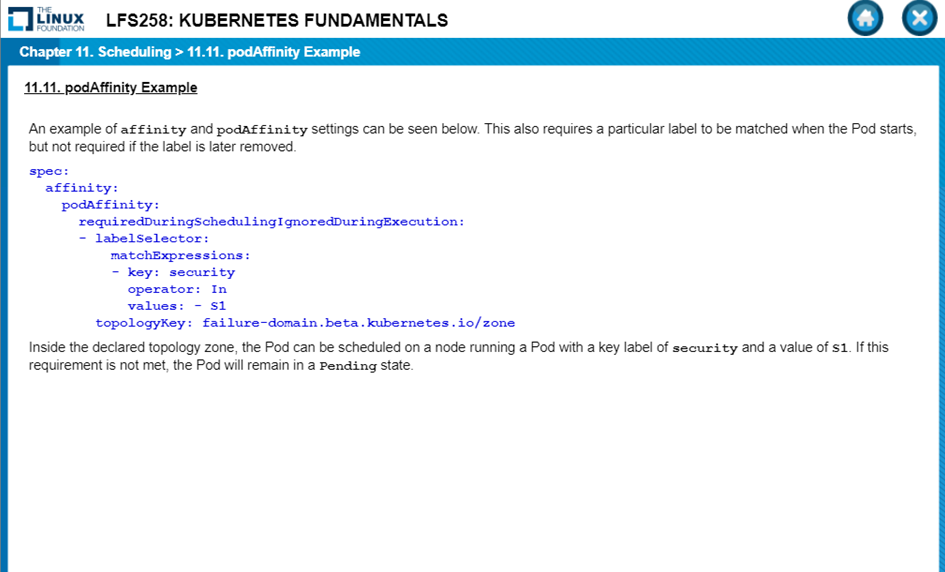 THE
LINUX
FOUNDATION
LFS258: KUBERNETES FUNDAMENTALS
Chapter 11. Scheduling > 11.11. podAffinity Example
11.11. podAffinity Example
An example of affinity and podAffinity settings can be seen below. This also requires a particular label to be matched when the Pod starts,
but not required if the label is later removed.
spec:
  affinity:
    podAffinity:
      requiredDuringSchedulingIgnoredDuringExecution:
      - labelSelector:
          matchExpressions:
          - key: security
            operator: In
            values: - S1
        topologyKey: failure-domain.beta.kubernetes.io/zone
Inside the declared topology zone, the Pod can be scheduled on a node running a Pod with a key label of security and a value of S1. If this
requirement is not met, the Pod will remain in a Pending state.